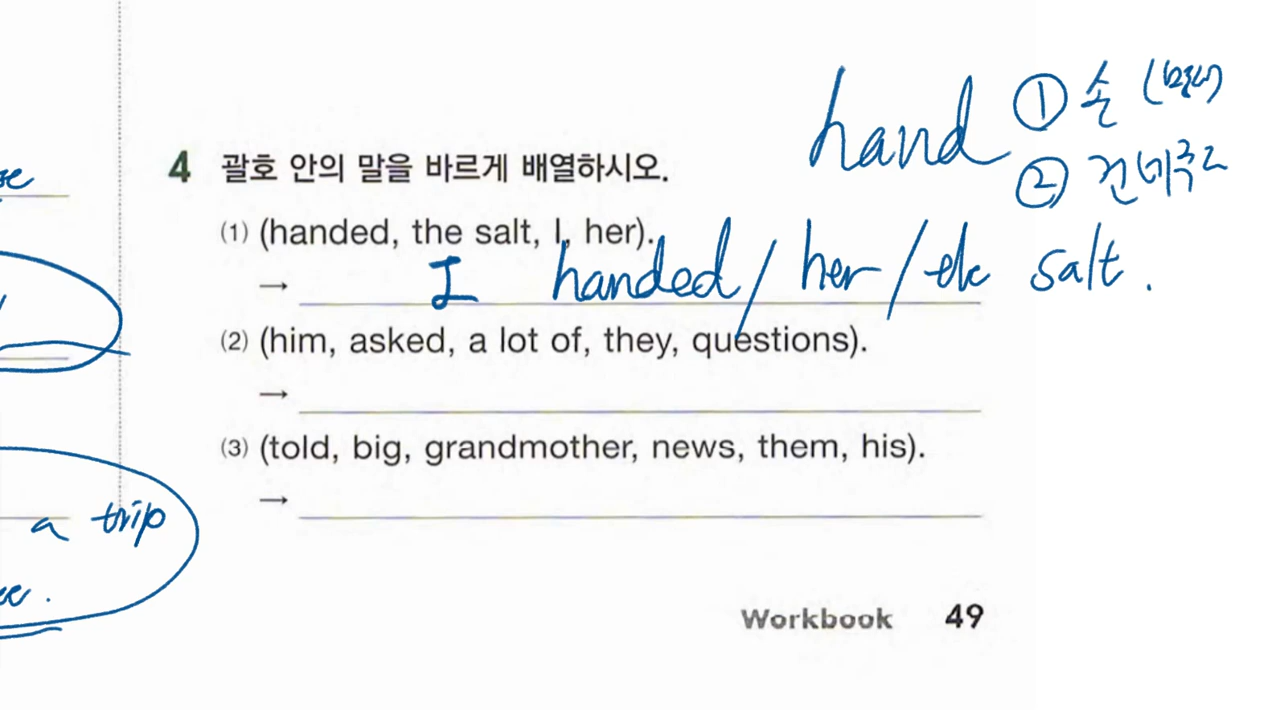 hand ① 손 (명사)
② 건네주다
4 괄호 안의 말을 바르게 배열하시오.
(1) (handed, the salt, I, her).
→ I handed / her / the salt.
(2) (him, asked, a lot of, they, questions).
→
(3) (told, big, grandmother, news, them, his).
→
a trip
Workbook 49